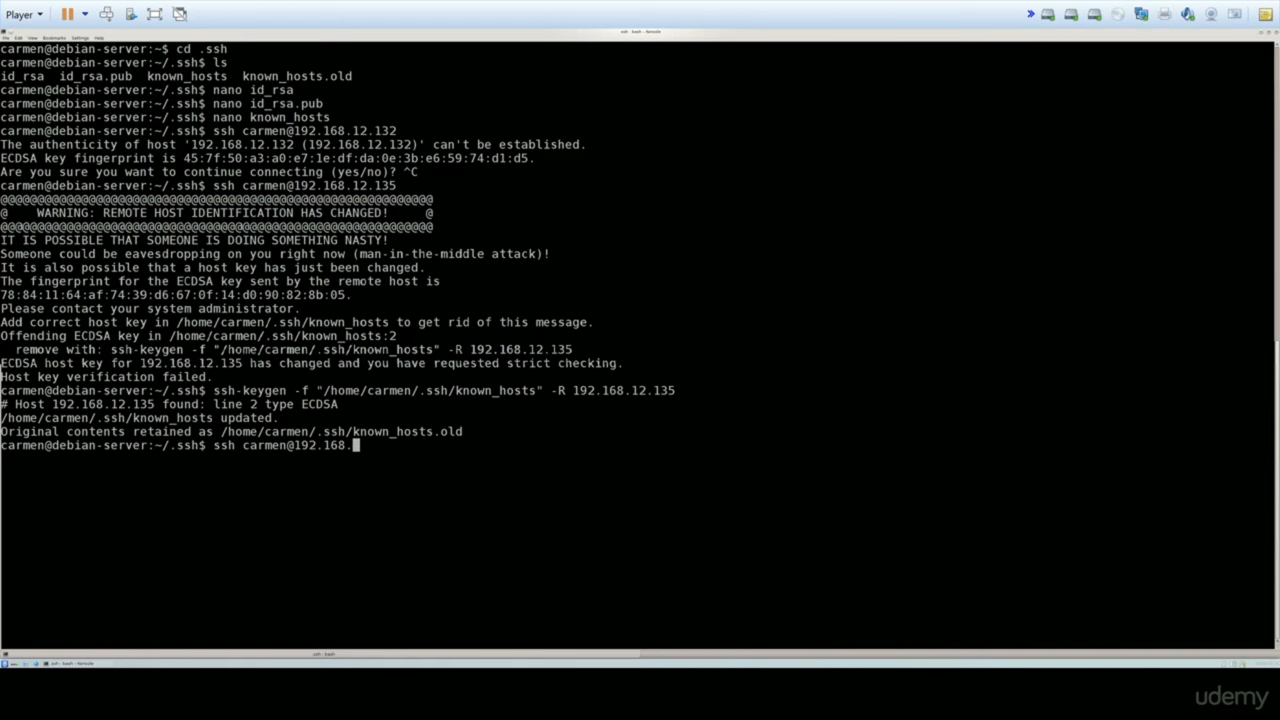 Player
ssh : bash - Konsole
File Edit View Bookmarks Settings Help
carmen@debian-server:~$ cd .ssh
carmen@debian-server:~/.ssh$ ls
id_rsa  id_rsa.pub  known_hosts  known_hosts.old
carmen@debian-server:~/.ssh$ nano id_rsa
carmen@debian-server:~/.ssh$ nano id_rsa.pub
carmen@debian-server:~/.ssh$ nano known_hosts
carmen@debian-server:~/.ssh$ ssh carmen@192.168.12.132
The authenticity of host '192.168.12.132 (192.168.12.132)' can't be established.
ECDSA key fingerprint is 45:7f:50:a3:a0:e7:1e:df:da:0e:3b:e6:59:74:d1:d5.
Are you sure you want to continue connecting (yes/no)? ^C
carmen@debian-server:~/.ssh$ ssh carmen@192.168.12.135
@@@@@@@@@@@@@@@@@@@@@@@@@@@@@@@@@@@@@@@@@@@@@@@@@@@@@@@@@@@
@    WARNING: REMOTE HOST IDENTIFICATION HAS CHANGED!     @
@@@@@@@@@@@@@@@@@@@@@@@@@@@@@@@@@@@@@@@@@@@@@@@@@@@@@@@@@@@
IT IS POSSIBLE THAT SOMEONE IS DOING SOMETHING NASTY!
Someone could be eavesdropping on you right now (man-in-the-middle attack)!
It is also possible that a host key has just been changed.
The fingerprint for the ECDSA key sent by the remote host is
78:84:11:64:af:74:39:d6:67:0f:14:d0:90:82:8b:05.
Please contact your system administrator.
Add correct host key in /home/carmen/.ssh/known_hosts to get rid of this message.
Offending ECDSA key in /home/carmen/.ssh/known_hosts:2
  remove with: ssh-keygen -f "/home/carmen/.ssh/known_hosts" -R 192.168.12.135
ECDSA host key for 192.168.12.135 has changed and you have requested strict checking.
Host key verification failed.
carmen@debian-server:~/.ssh$ ssh-keygen -f "/home/carmen/.ssh/known_hosts" -R 192.168.12.135
# Host 192.168.12.135 found: line 2 type ECDSA
/home/carmen/.ssh/known_hosts updated.
Original contents retained as /home/carmen/.ssh/known_hosts.old
carmen@debian-server:~/.ssh$ ssh carmen@192.168.
.ssh : bash
.ssh : bash - Konsole
udemy